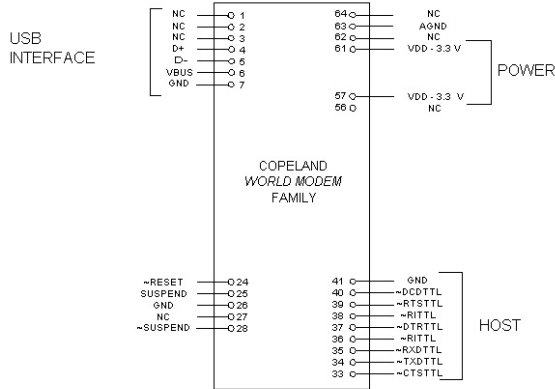 USB
INTERFACE
NC 1
NC 2
NC 3
D+ 4
D- 5
VBUS 6
GND 7
64 NC
63 AGND
62 NC
61 VDD - 3.3 V
POWER
57 VDD - 3.3 V
56 NC
COPELAND
WORLD MODEM
FAMILY
~RESET 24
SUSPEND 25
GND 26
NC 27
~SUSPEND 28
41 GND
40 ~DCDTTL
39 ~RTSTTL
38 ~RITTL
37 ~DTRTTL
36 ~RITTL
35 ~RXDTTL
34 ~TXDTTL
33 ~CTSTTL
HOST